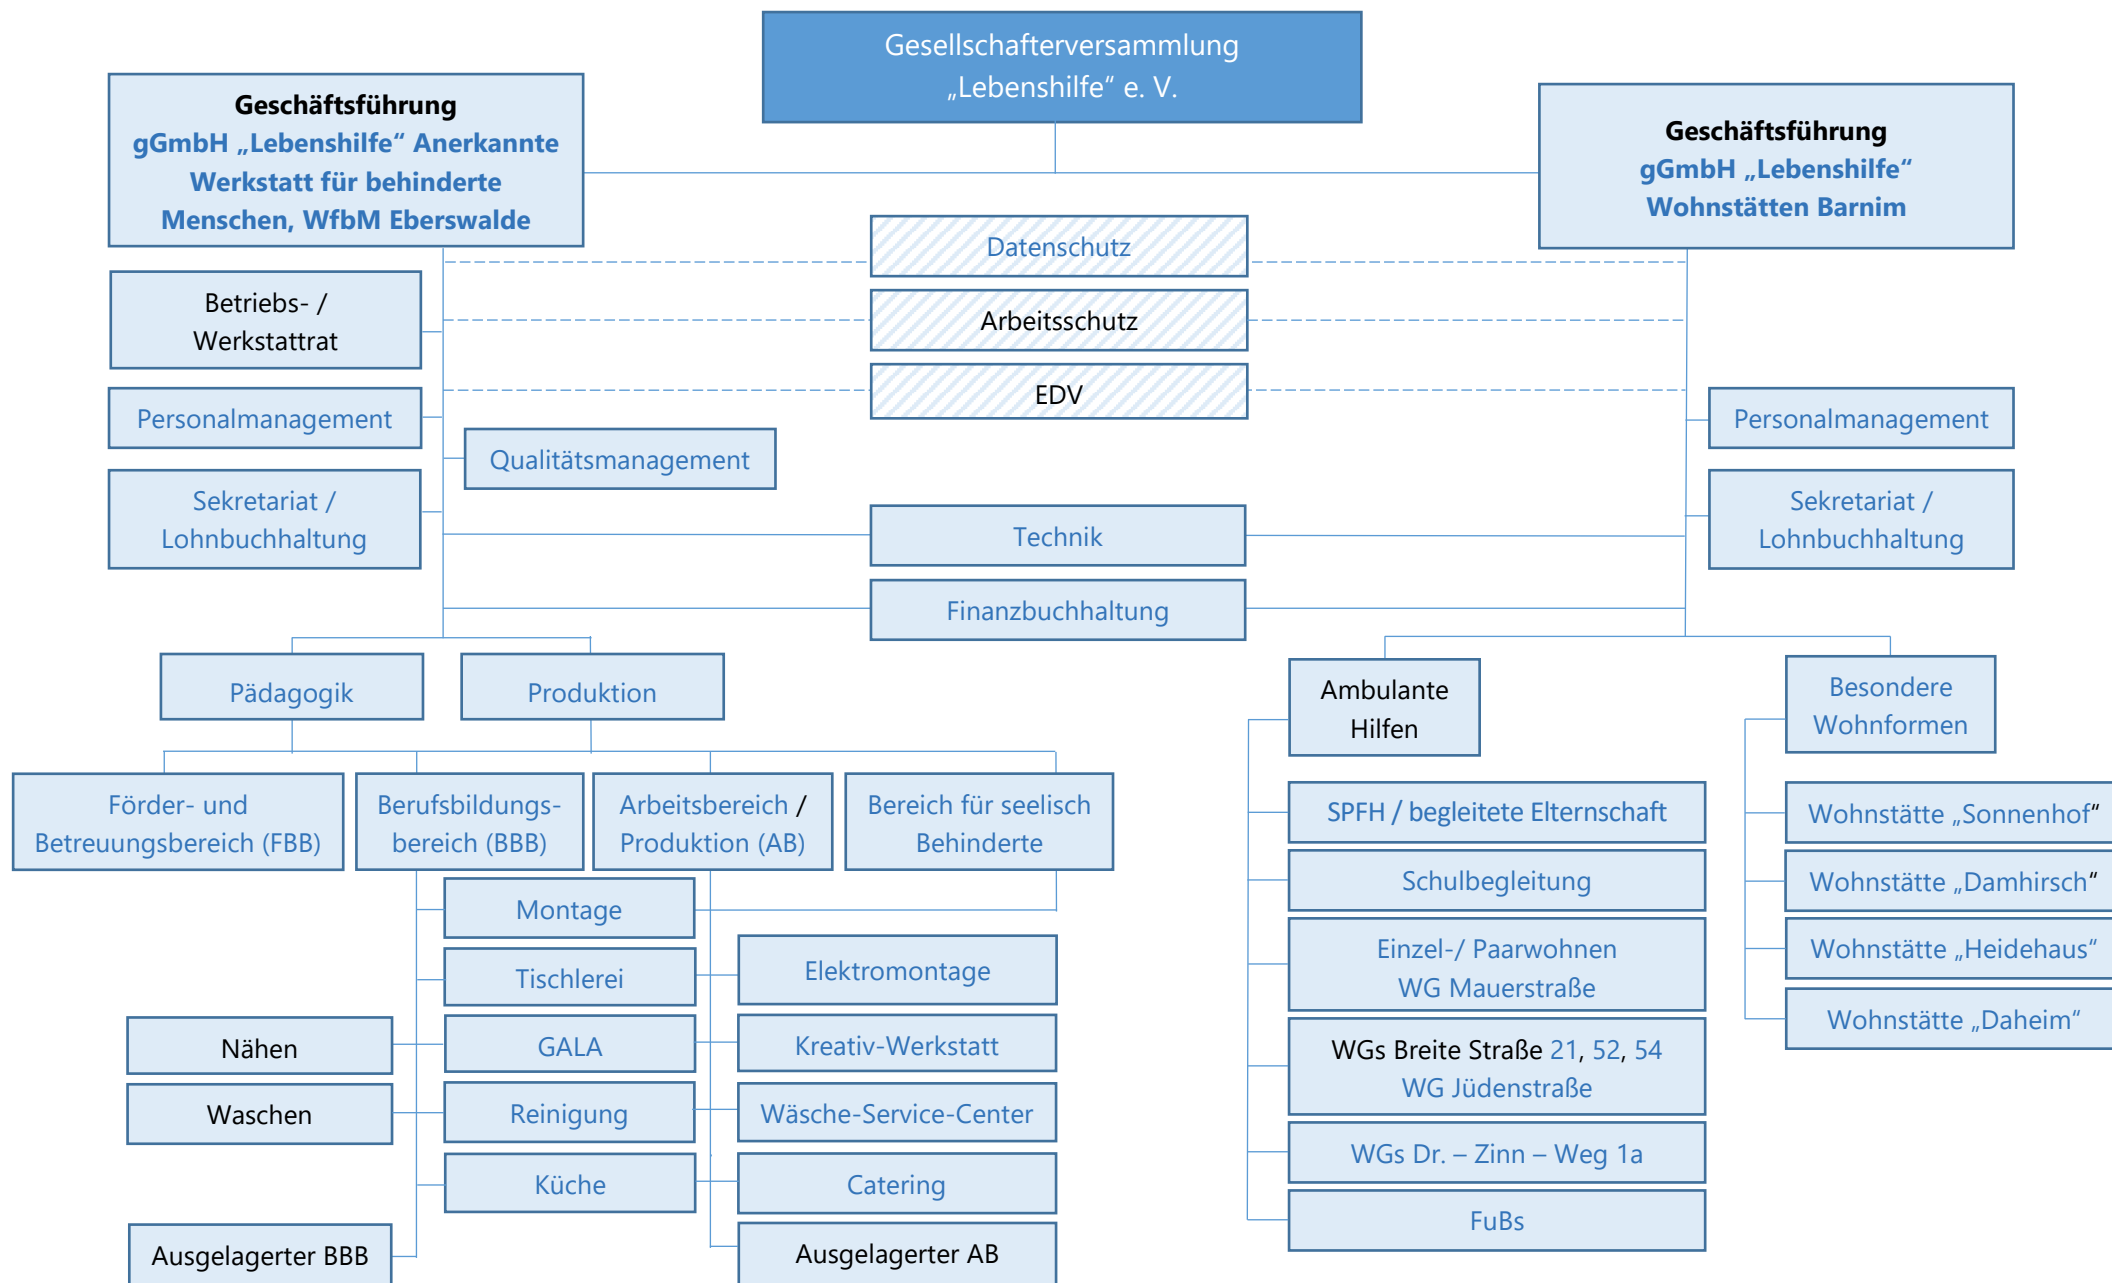 Gesellschafterversammlung
„Lebenshilfe“ e. V.
Geschäftsführung
gGmbH „Lebenshilfe“ Anerkannte
Werkstatt für behinderte
Menschen, WfbM Eberswalde
Geschäftsführung
gGmbH „Lebenshilfe“
Wohnstätten Barnim
Datenschutz
Arbeitsschutz
EDV
Betriebs- /
Werkstattrat
Personalmanagement
Qualitätsmanagement
Sekretariat /
Lohnbuchhaltung
Personalmanagement
Sekretariat /
Lohnbuchhaltung
Technik
Finanzbuchhaltung
Pädagogik
Produktion
Förder- und
Betreuungsbereich (FBB)
Berufsbildungs-
bereich (BBB)
Arbeitsbereich /
Produktion (AB)
Bereich für seelisch
Behinderte
Montage
Tischlerei
GALA
Reinigung
Küche
Nähen
Waschen
Ausgelagerter BBB
Elektromontage
Kreativ-Werkstatt
Wäsche-Service-Center
Catering
Ausgelagerter AB
Ambulante
Hilfen
SPFH / begleitete Elternschaft
Schulbegleitung
Einzel-/ Paarwohnen
WG Mauerstraße
WGs Breite Straße 21, 52, 54
WG Jüdenstraße
WGs Dr. – Zinn – Weg 1a
FuBs
Besondere
Wohnformen
Wohnstätte „Sonnenhof“
Wohnstätte „Damhirsch“
Wohnstätte „Heidehaus“
Wohnstätte „Daheim“